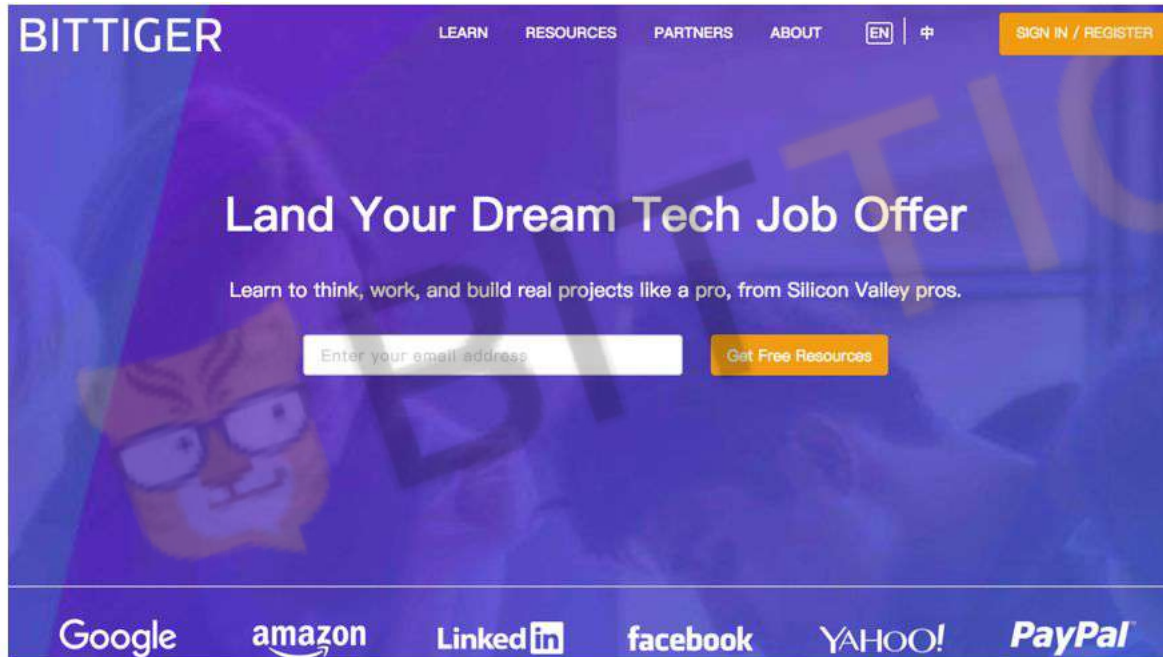 BITTIGER LEARN RESOURCES PARTNERS ABOUT EN | 中 SIGN IN / REGISTER
Land Your Dream Tech Job Offer
Learn to think, work, and build real projects like a pro, from Silicon Valley pros.
Enter your email address Get Free Resources
BITTIG
Google amazon Linked in facebook YAHOO! PayPal